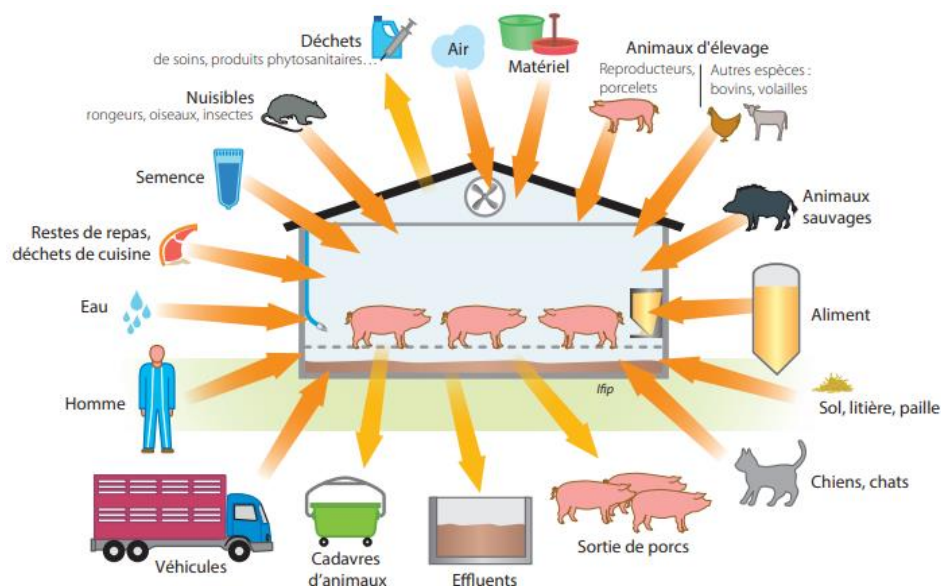 Déchets
de soins, produits phytosanitaires…
Air
Matériel
Animaux d'élevage
Reproducteurs,
porcelets
Autres espèces :
bovins, volailles
Nuisibles
rongeurs, oiseaux, insectes
Semence
Animaux
sauvages
Restes de repas,
déchets de cuisine
Eau
Aliment
Homme
Ifip
Sol, litière, paille
Chiens, chats
Véhicules
Cadavres
d'animaux
Effluents
Sortie de porcs